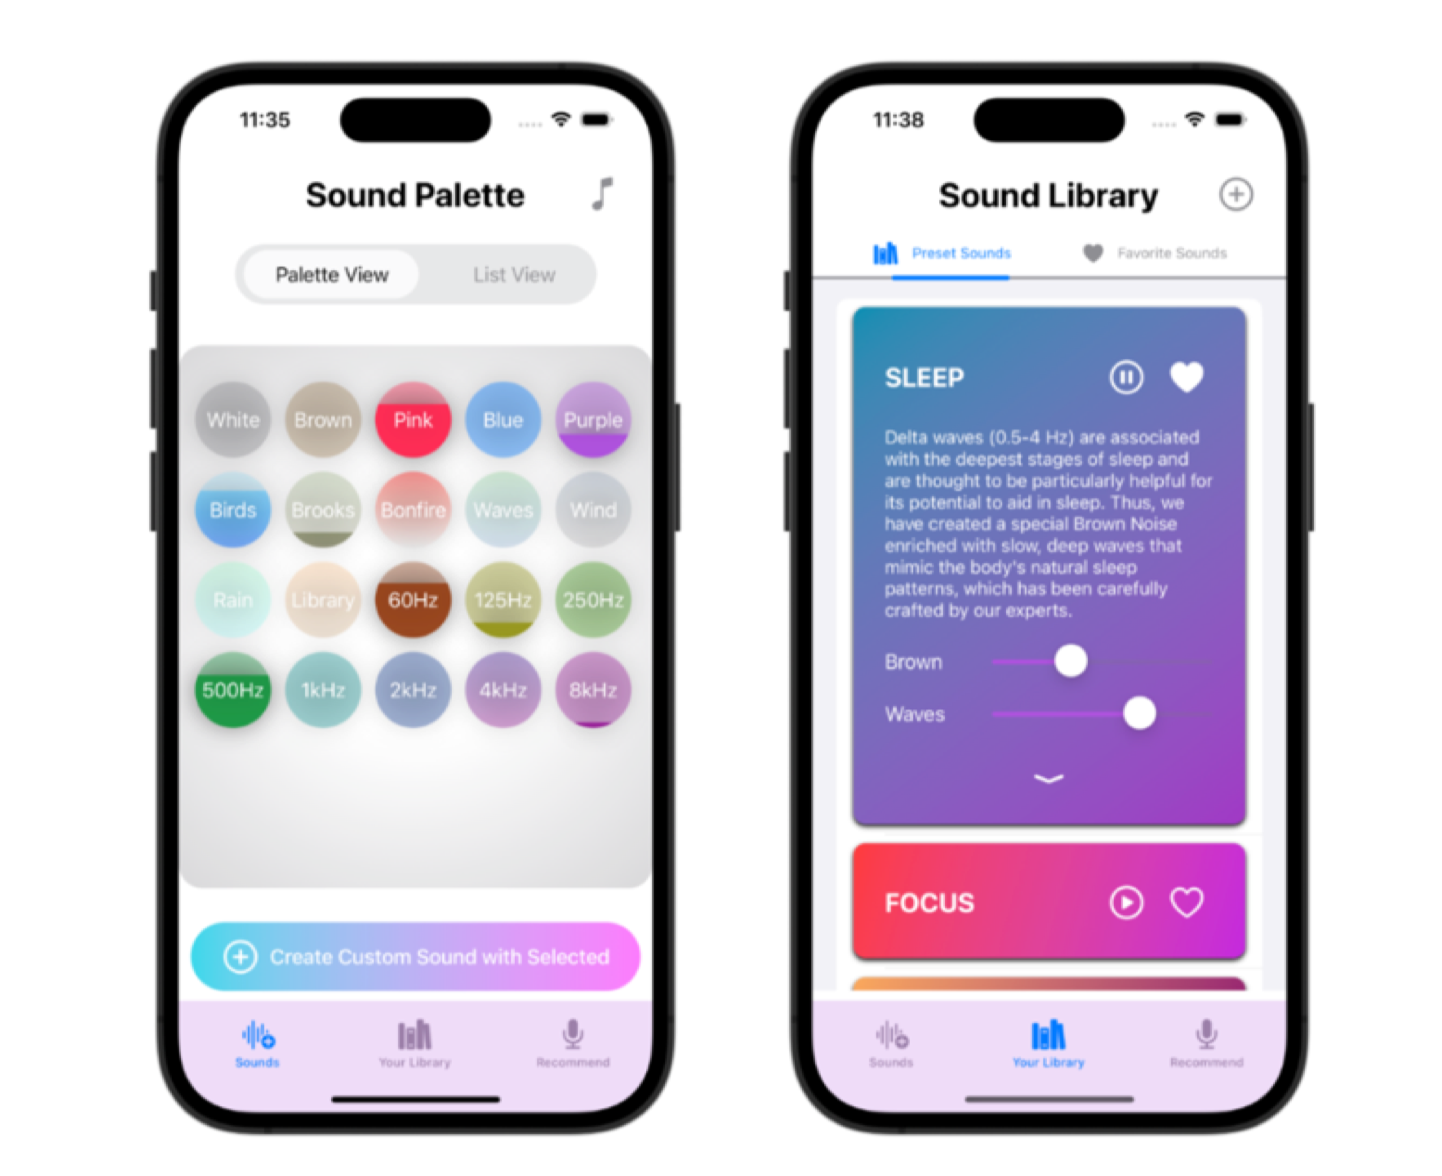 11:35
Sound Palette
Palette View
List View
White
Brown
Pink
Blue
Purple
Birds
Brooks
Bonfire
Waves
Wind
Rain
Library
60Hz
125Hz
250Hz
500Hz
1kHz
2kHz
4kHz
8kHz
Create Custom Sound with Selected
Sounds
Your Library
Recommend
11:38
Sound Library
Preset Sounds
Favorite Sounds
SLEEP
Delta waves (0.5-4 Hz) are associated
with the deepest stages of sleep and
are thought to be particularly helpful for
its potential to aid in sleep. Thus, we
have created a special Brown Noise
enriched with slow, deep waves that
mimic the body's natural sleep
patterns, which has been carefully
crafted by our experts.
Brown
Waves
FOCUS
Sounds
Your Library
Recommend